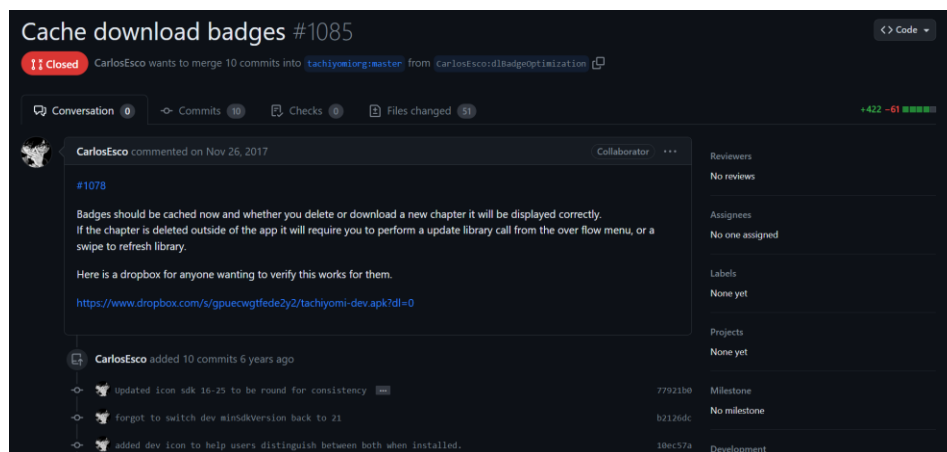 Cache download badges #1085
<> Code
Closed CarlosEsco wants to merge 10 commits into tachiyomiorg:master from CarlosEsco:dlBadgeOptimization
Conversation 0 Commits 10 Checks 0 Files changed 51
+422 −61
CarlosEsco commented on Nov 26, 2017
Collaborator ...
#1078
Badges should be cached now and whether you delete or download a new chapter it will be displayed correctly.
If the chapter is deleted outside of the app it will require you to perform a update library call from the over flow menu, or a
swipe to refresh library.
Here is a dropbox for anyone wanting to verify this works for them.
https://www.dropbox.com/s/gpuecwgtfede2y2/tachiyomi-dev.apk?dl=0
CarlosEsco added 10 commits 6 years ago
Updated icon sdk 16-25 to be round for consistency ...
77921b0
forgot to switch dev minSdkVersion back to 21
b2126dc
added dev icon to help users distinguish between both when installed.
10ec57a
Reviewers
No reviews
Assignees
No one assigned
Labels
None yet
Projects
None yet
Milestone
No milestone
Development